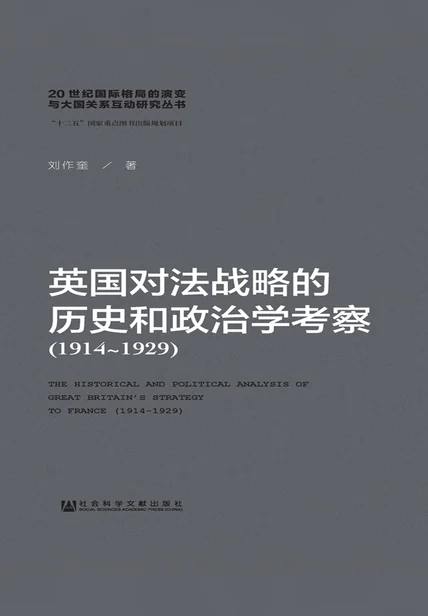 20世纪国际格局的演变
与大国关系互动研究丛书
“十三五”国家重点图书出版规划项目
刘作奎 / 著
英国对法战略的
历史和政治学考察
(1914~1929)
THE HISTORICAL AND POLITICAL ANALYSIS OF
GREAT BRITAIN'S STRATEGY
TO FRANCE (1914-1929)
社会科学文献出版社
SOCIAL SCIENCES ACADEMIC PRESS (CHINA)